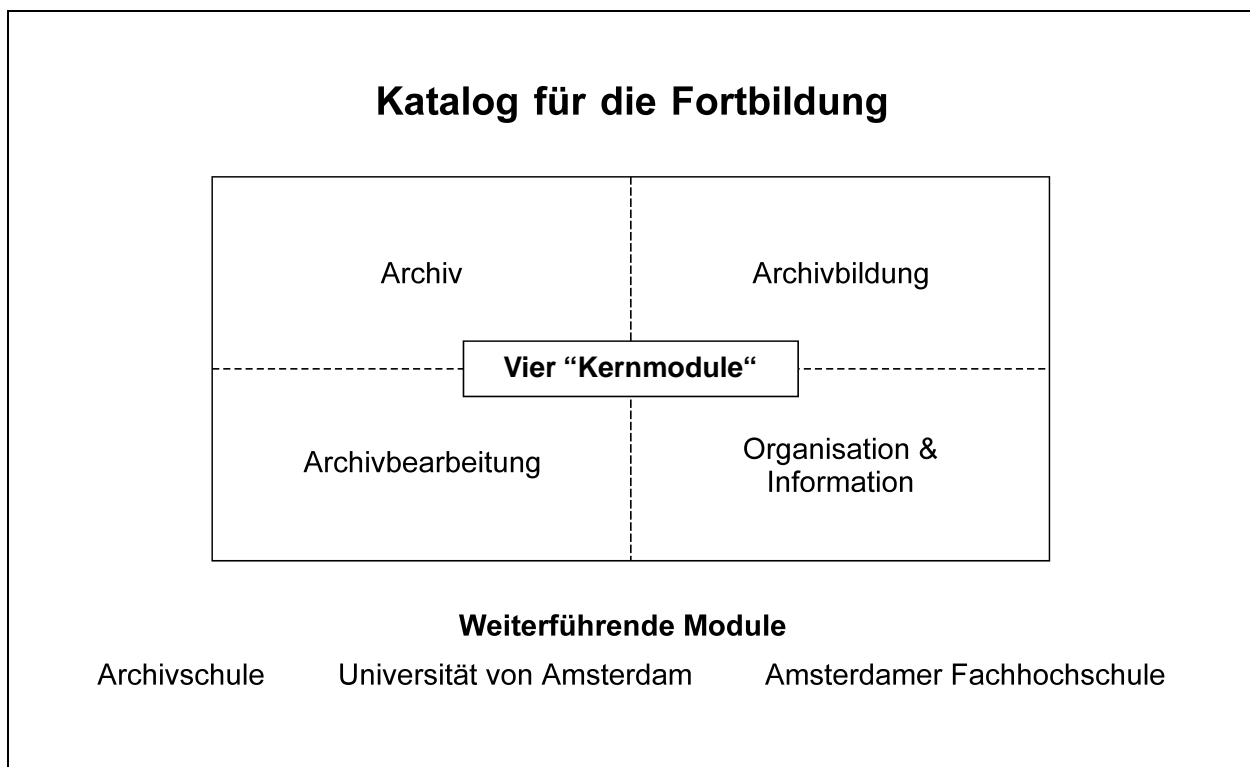 Katalog für die Fortbildung
Archiv
Archivbildung
Vier “Kernmodule“
Archivbearbeitung
Organisation &
Information
Weiterführende Module
Archivschule
Universität von Amsterdam
Amsterdamer Fachhochschule